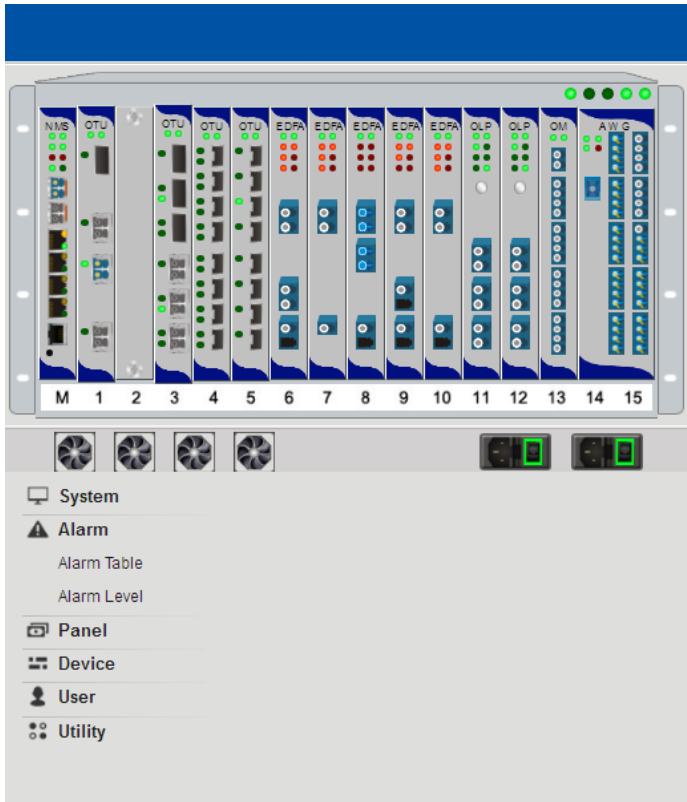 NMS OTU OTU OTU OTU EDFA EDFA EDFA EDFA EDFA OLP OLP OM AWG
M 1 2 3 4 5 6 7 8 9 10 11 12 13 14 15
System
Alarm
Alarm Table
Alarm Level
Panel
Device
User
Utility